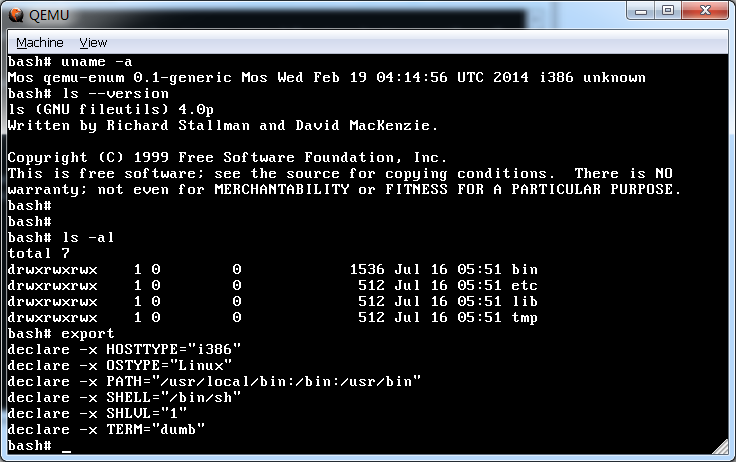 QEMU
Machine View
bash# uname -a
Mos qemu-enum 0.1-generic Mos Wed Feb 19 04:14:56 UTC 2014 i386 unknown
bash# ls --version
ls (GNU fileutils) 4.0p
Written by Richard Stallman and David MacKenzie.

Copyright (C) 1999 Free Software Foundation, Inc.
This is free software; see the source for copying conditions.  There is NO
warranty; not even for MERCHANTABILITY or FITNESS FOR A PARTICULAR PURPOSE.
bash#
bash#
bash# ls -al
total 7
drwxrwxrwx    1 0        0            1536 Jul 16 05:51 bin
drwxrwxrwx    1 0        0             512 Jul 16 05:51 etc
drwxrwxrwx    1 0        0             512 Jul 16 05:51 lib
drwxrwxrwx    1 0        0             512 Jul 16 05:51 tmp
bash# export
declare -x HOSTTYPE="i386"
declare -x OSTYPE="Linux"
declare -x PATH="/usr/local/bin:/bin:/usr/bin"
declare -x SHELL="/bin/sh"
declare -x SHLVL="1"
declare -x TERM="dumb"
bash# _